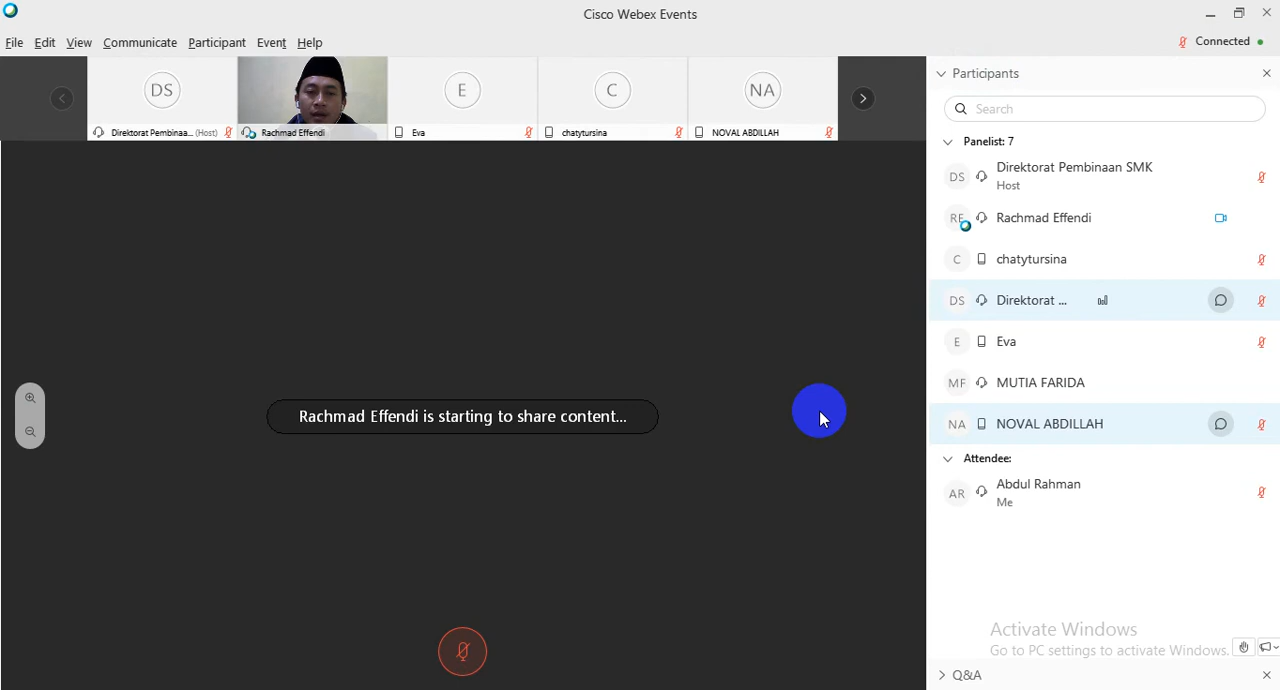 Cisco Webex Events
File Edit View Communicate Participant Event Help
Connected
DS
Direktorat Pembinaa... (Host)
Rachmad Effendi
E
Eva
C
chatytursina
NA
NOVAL ABDILLAH
Rachmad Effendi is starting to share content...
Participants
Search
Panelist: 7
DS Direktorat Pembinaan SMK
Host
RE Rachmad Effendi
C chatytursina
DS Direktorat ...
E Eva
MF MUTIA FARIDA
NA NOVAL ABDILLAH
Attendee:
AR Abdul Rahman
Me
Activate Windows
Go to PC settings to activate Windows.
Q&A